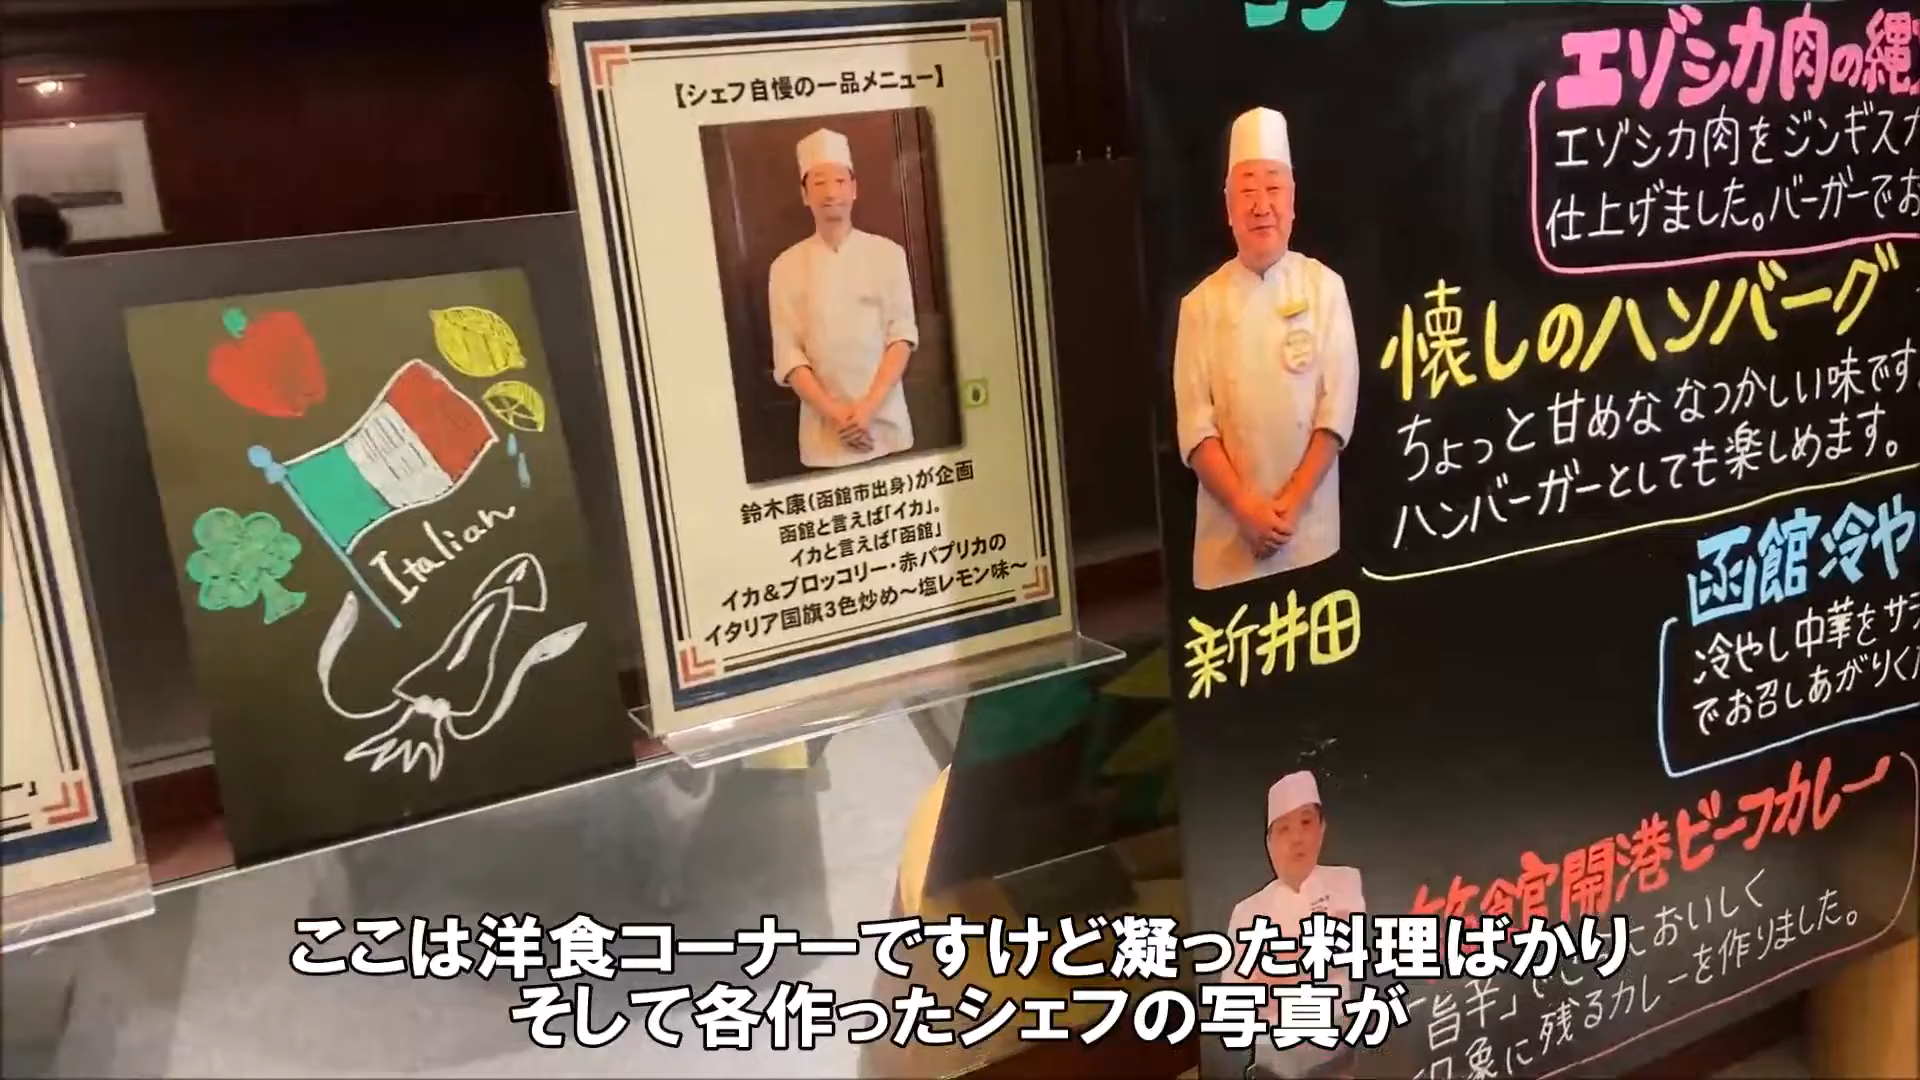 【シェフ自慢の一品メニュー】
鈴木康(函館市出身)が企画
函館と言えば「イカ」。
イカと言えば「函館」
イカ&ブロッコリー・赤パプリカの
イタリア国旗3色炒め～塩レモン味～
Italian
エゾシカ肉の縄
エゾシカ肉をジンギスカ
仕上げました。バーガーでお
懐しのハンバーグ
ちょっと甘めな なつかしい味です。
ハンバーガーとしても楽しめます。
新井田
函館冷や
冷やし中華をサラ
でお召しあがりくだ
函館開港ビーフカレー
においしく
「旨辛」で
印象に残るカレーを作りました。
ここは洋食コーナーですけど凝った料理ばかり
そして各作ったシェフの写真が